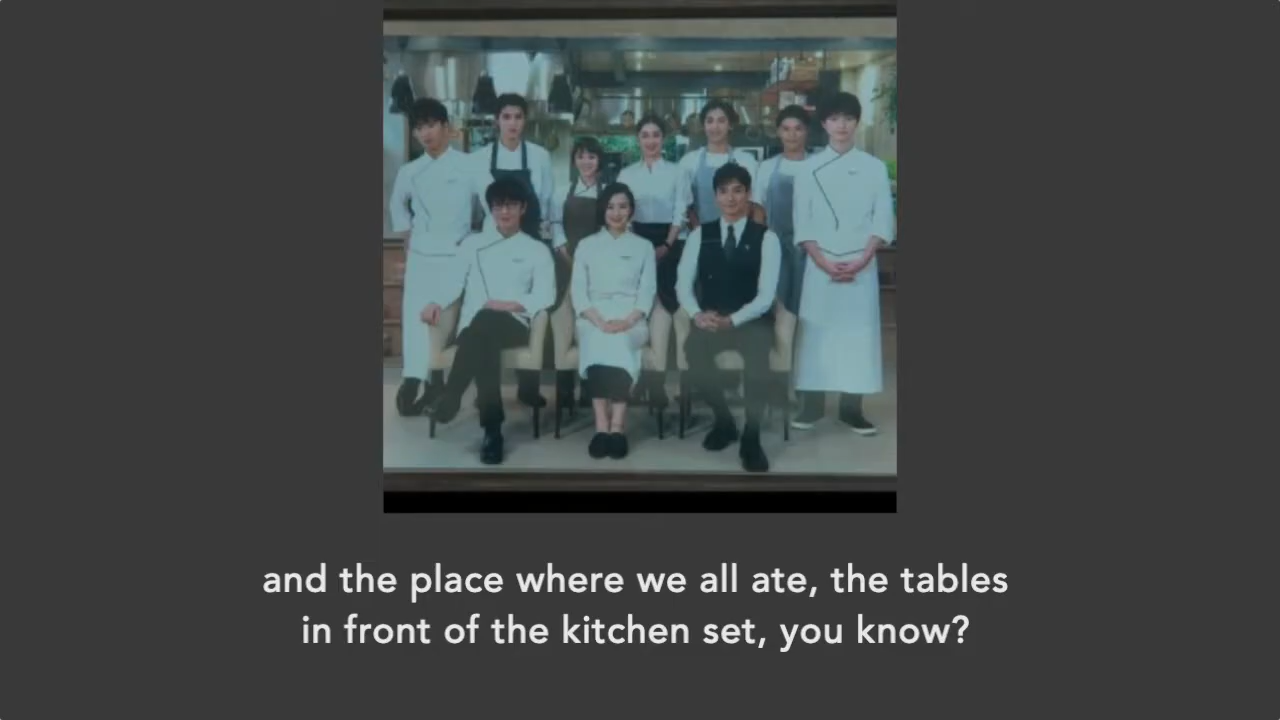 and the place where we all ate, the tables
in front of the kitchen set, you know?